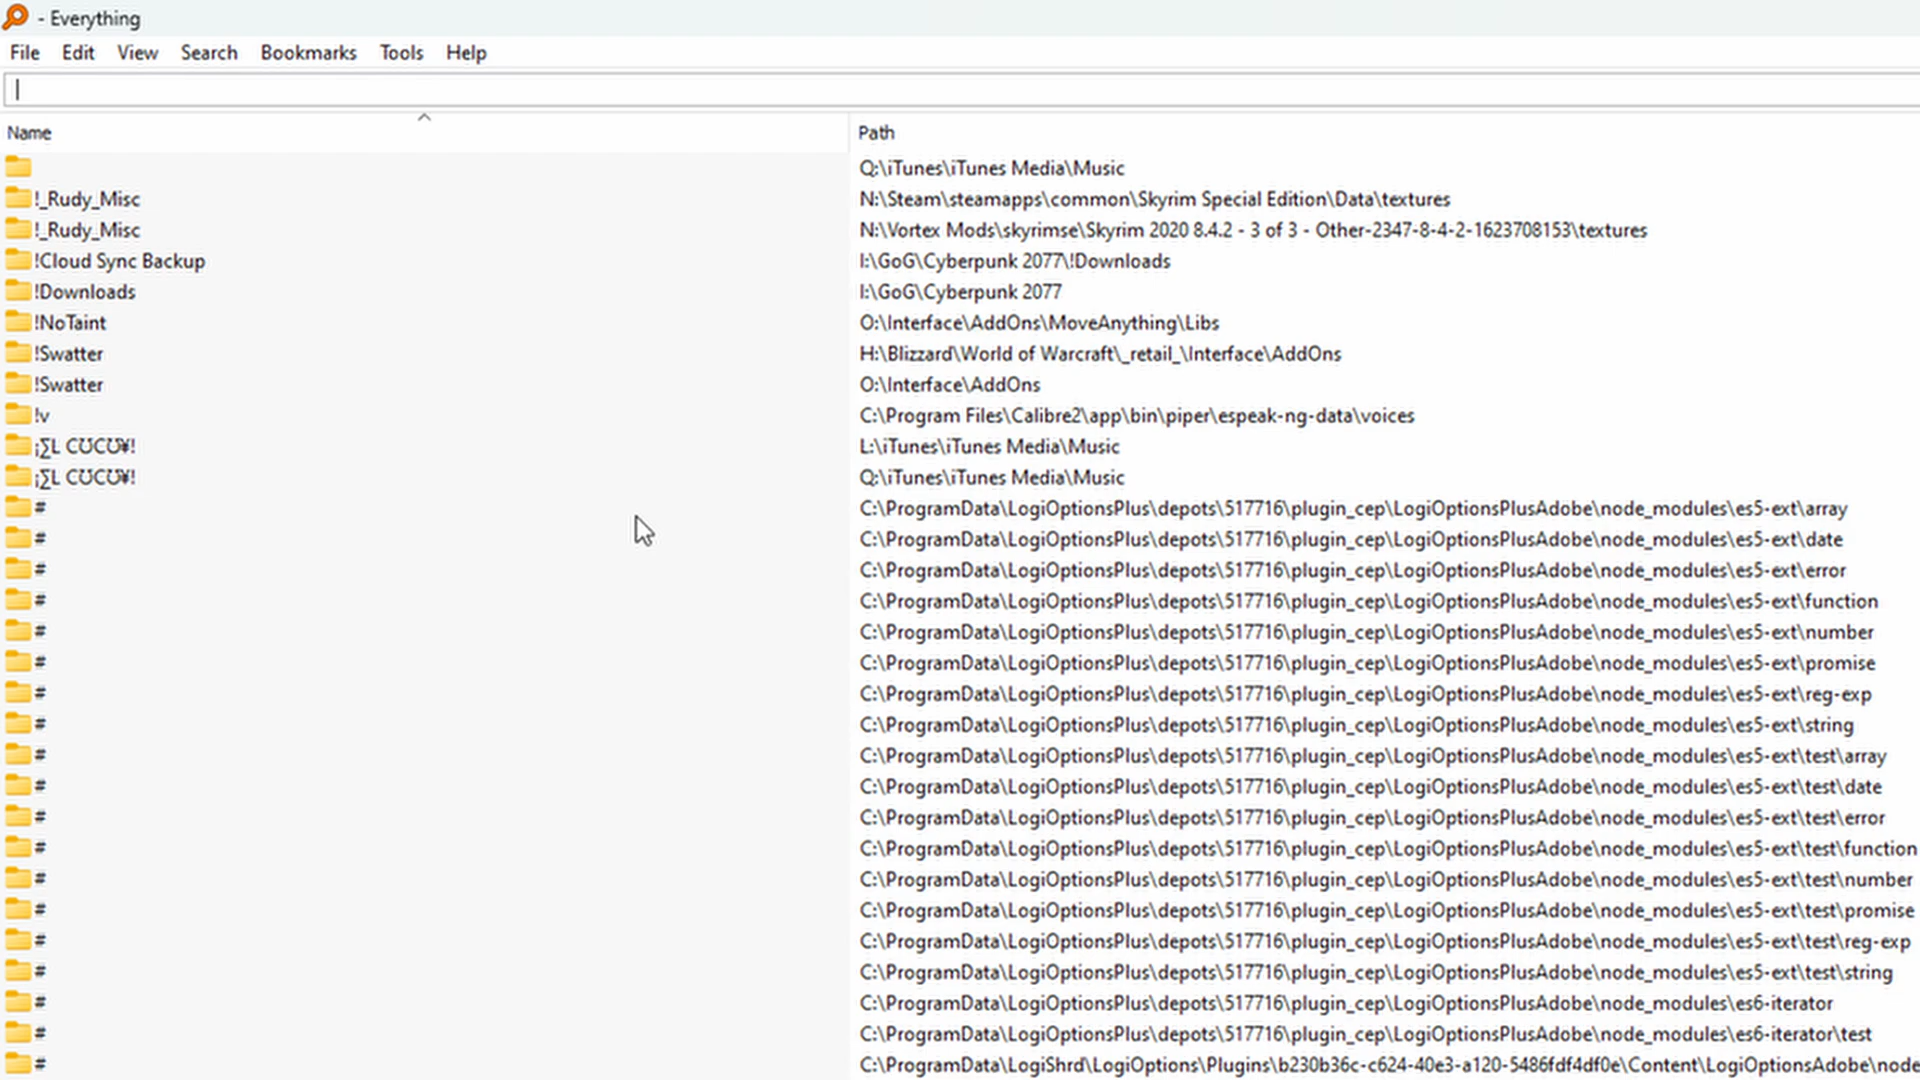 - Everything
File Edit View Search Bookmarks Tools Help
Name Path
Q:\iTunes\iTunes Media\Music
!_Rudy_Misc N:\Steam\steamapps\common\Skyrim Special Edition\Data\textures
!_Rudy_Misc N:\Vortex Mods\skyrimse\Skyrim 2020 8.4.2 - 3 of 3 - Other-2347-8-4-2-1623708153\textures
!Cloud Sync Backup I:\GoG\Cyberpunk 2077\!Downloads
!Downloads I:\GoG\Cyberpunk 2077
!NoTaint O:\Interface\AddOns\MoveAnything\Libs
!Swatter H:\Blizzard\World of Warcraft\_retail_\Interface\AddOns
!Swatter O:\Interface\AddOns
!v C:\Program Files\Calibre2\app\bin\piper\espeak-ng-data\voices
¡∑L CƱCƱ¥! L:\iTunes\iTunes Media\Music
¡∑L CƱCƱ¥! Q:\iTunes\iTunes Media\Music
# C:\ProgramData\LogiOptionsPlus\depots\517716\plugin_cep\LogiOptionsPlusAdobe\node_modules\es5-ext\array
# C:\ProgramData\LogiOptionsPlus\depots\517716\plugin_cep\LogiOptionsPlusAdobe\node_modules\es5-ext\date
# C:\ProgramData\LogiOptionsPlus\depots\517716\plugin_cep\LogiOptionsPlusAdobe\node_modules\es5-ext\error
# C:\ProgramData\LogiOptionsPlus\depots\517716\plugin_cep\LogiOptionsPlusAdobe\node_modules\es5-ext\function
# C:\ProgramData\LogiOptionsPlus\depots\517716\plugin_cep\LogiOptionsPlusAdobe\node_modules\es5-ext\number
# C:\ProgramData\LogiOptionsPlus\depots\517716\plugin_cep\LogiOptionsPlusAdobe\node_modules\es5-ext\promise
# C:\ProgramData\LogiOptionsPlus\depots\517716\plugin_cep\LogiOptionsPlusAdobe\node_modules\es5-ext\reg-exp
# C:\ProgramData\LogiOptionsPlus\depots\517716\plugin_cep\LogiOptionsPlusAdobe\node_modules\es5-ext\string
# C:\ProgramData\LogiOptionsPlus\depots\517716\plugin_cep\LogiOptionsPlusAdobe\node_modules\es5-ext\test\array
# C:\ProgramData\LogiOptionsPlus\depots\517716\plugin_cep\LogiOptionsPlusAdobe\node_modules\es5-ext\test\date
# C:\ProgramData\LogiOptionsPlus\depots\517716\plugin_cep\LogiOptionsPlusAdobe\node_modules\es5-ext\test\error
# C:\ProgramData\LogiOptionsPlus\depots\517716\plugin_cep\LogiOptionsPlusAdobe\node_modules\es5-ext\test\function
# C:\ProgramData\LogiOptionsPlus\depots\517716\plugin_cep\LogiOptionsPlusAdobe\node_modules\es5-ext\test\number
# C:\ProgramData\LogiOptionsPlus\depots\517716\plugin_cep\LogiOptionsPlusAdobe\node_modules\es5-ext\test\promise
# C:\ProgramData\LogiOptionsPlus\depots\517716\plugin_cep\LogiOptionsPlusAdobe\node_modules\es5-ext\test\reg-exp
# C:\ProgramData\LogiOptionsPlus\depots\517716\plugin_cep\LogiOptionsPlusAdobe\node_modules\es5-ext\test\string
# C:\ProgramData\LogiOptionsPlus\depots\517716\plugin_cep\LogiOptionsPlusAdobe\node_modules\es6-iterator
# C:\ProgramData\LogiOptionsPlus\depots\517716\plugin_cep\LogiOptionsPlusAdobe\node_modules\es6-iterator\test
# C:\ProgramData\LogiShrd\LogiOptions\Plugins\b230b36c-c624-40e3-a120-5486fdf4df0e\Content\LogiOptionsAdobe\node